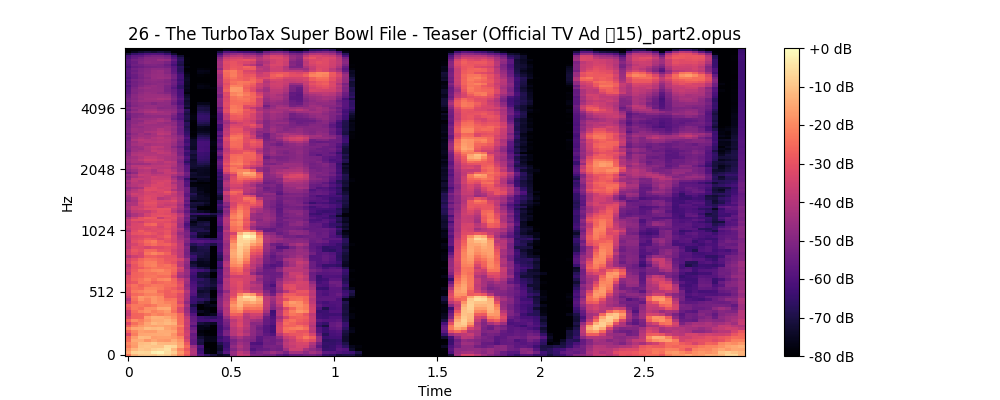 26 - The TurboTax Super Bowl File - Teaser (Official TV Ad 15)_part2.opus
+0 dB
4096
-10 dB
-20 dB
2048
-30 dB
Hz
1024
-40 dB
-50 dB
512
-60 dB
-70 dB
0
-80 dB
0 0.5 1 1.5 2 2.5
Time